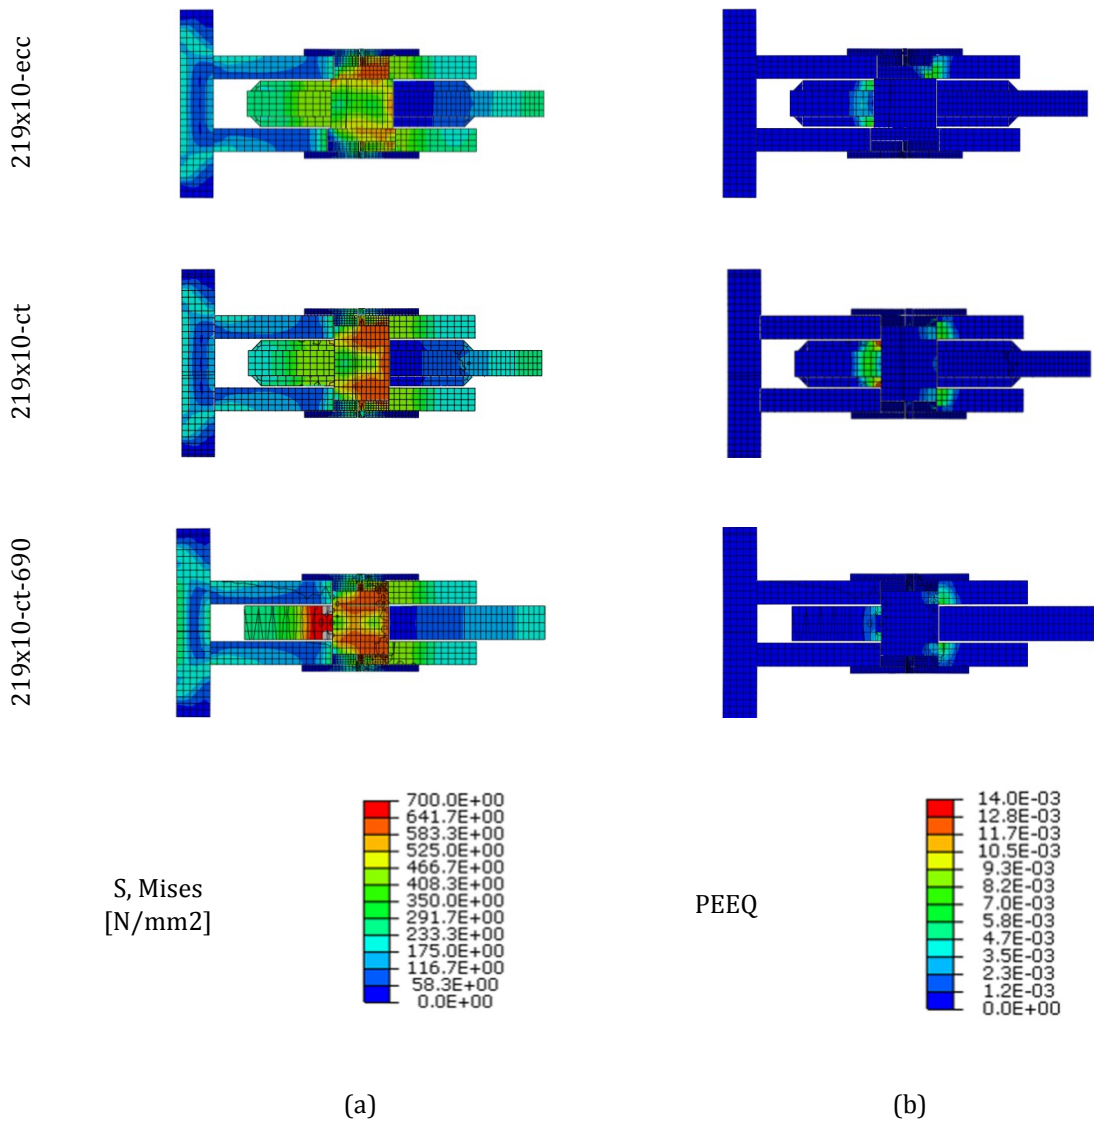 219x10-ecc
219x10-ct
219x10-ct-690
S, Mises
[N/mm2]
700.0E+00
641.7E+00
583.3E+00
525.0E+00
466.7E+00
408.3E+00
350.0E+00
291.7E+00
233.3E+00
175.0E+00
116.7E+00
58.3E+00
0.0E+00
PEEQ
14.0E-03
12.8E-03
11.7E-03
10.5E-03
9.3E-03
8.2E-03
7.0E-03
5.8E-03
4.7E-03
3.5E-03
2.3E-03
1.2E-03
0.0E+00
(a)
(b)